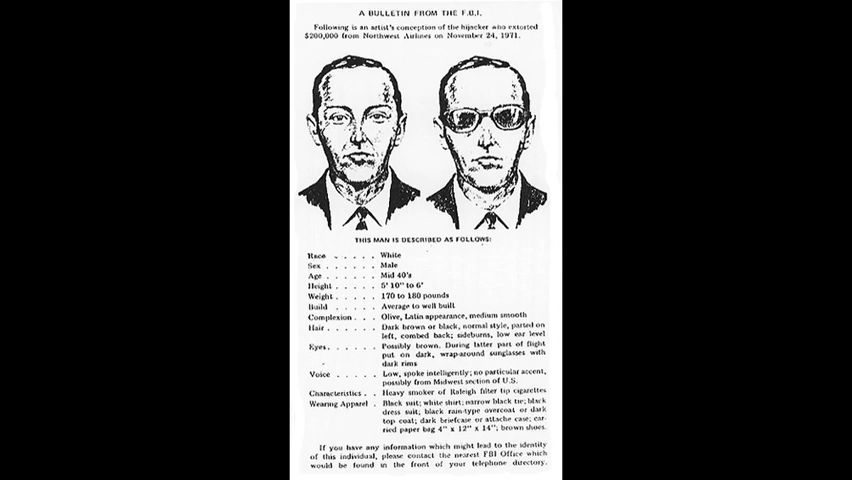 A BULLETIN FROM THE F.B.I.
Following is an artist's conception of the hijacker who extorted
$200,000 from Northwest Airlines on November 24, 1971.
THIS MAN IS DESCRIBED AS FOLLOWS:
Race . . . . . White
Sex . . . . . . Male
Age . . . . . . Mid 40's
Height . . . . . 5' 10" to 6'
Weight . . . . . 170 to 180 pounds
Build . . . . . Average to well built
Complexion . . . Olive, Latin appearance, medium smooth
Hair . . . . . . Dark brown or black, normal style, parted on
left, combed back; sideburns, low ear level
Eyes. . . . . . Possibly brown. During latter part of flight
put on dark, wrap-around sunglasses with
dark rims
Voice . . . . . Low, spoke intelligently; no particular accent,
possibly from Midwest section of U.S.
Characteristics . . Heavy smoker of Raleigh filter tip cigarettes
Wearing Apparel . Black suit; white shirt; narrow black tie; black
dress suit; black rain-type overcoat or dark
top coat; dark briefcase or attache case; car-
ried paper bag 4" x 12" x 14"; brown shoes.
If you have any information which might lead to the identity
of this individual, please contact the nearest FBI Office which
would be found in the front of your telephone directory.